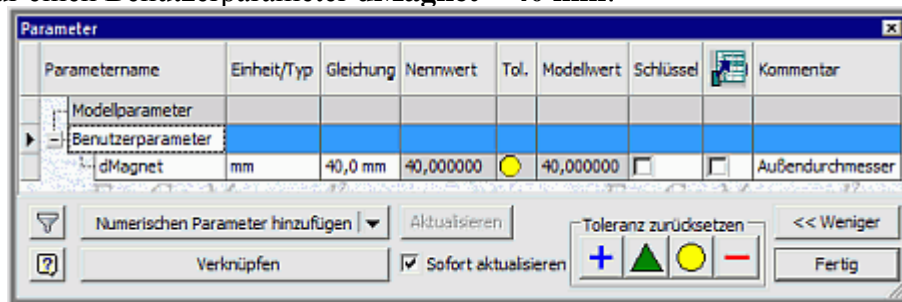 Parameter
Parametername Einheit/Typ Gleichung Nennwert Tol. Modellwert Schlüssel Kommentar
Modellparameter
Benutzerparameter
dMagnet mm 40,0 mm 40,000000 40,000000 Außendurchmesser
Numerischen Parameter hinzufügen Aktualisieren Toleranz zurücksetzen << Weniger
Verknüpfen Sofort aktualisieren Fertig